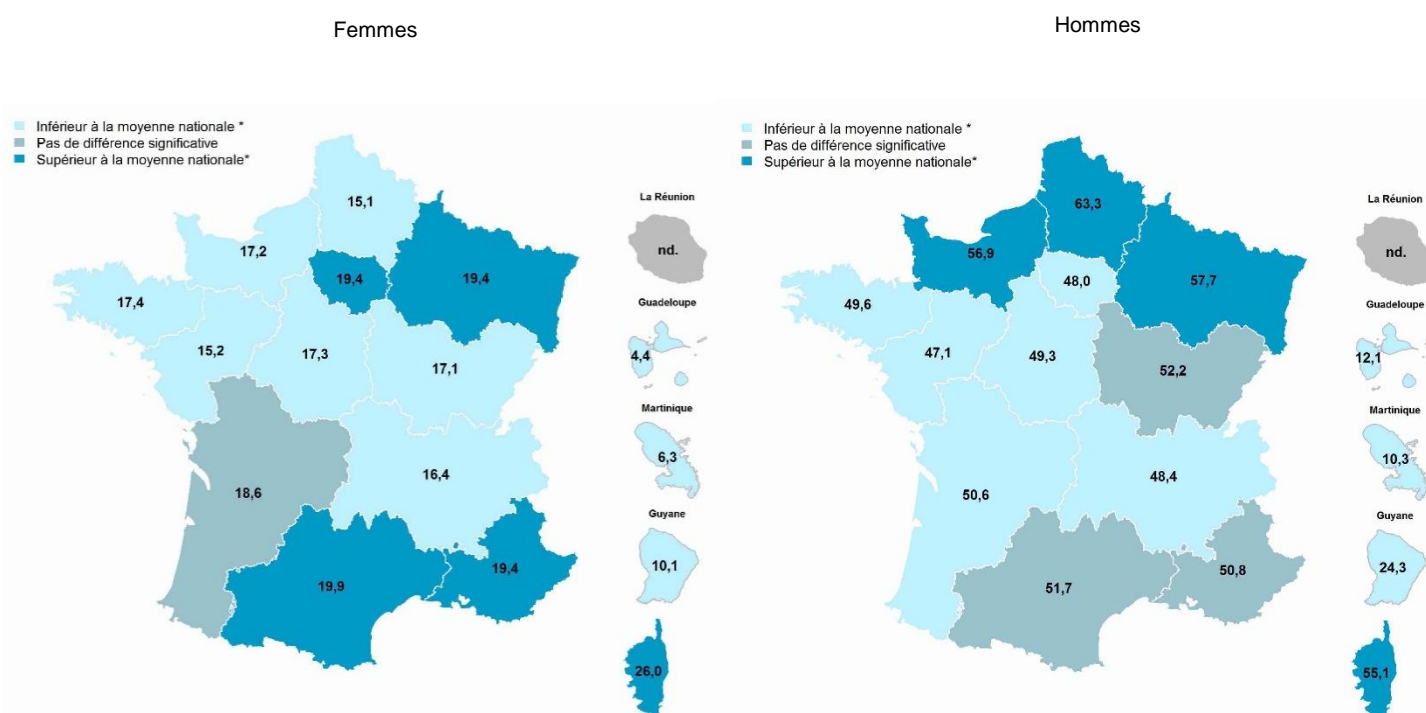 Femmes
Inférieur à la moyenne nationale *
Pas de différence significative
Supérieur à la moyenne nationale*
15,1
17,2
19,4
19,4
17,4
15,2
17,3
17,1
18,6
16,4
19,9
19,4
La Réunion
nd.
Guadeloupe
4,4
Martinique
6,3
Guyane
10,1
26,0
Hommes
Inférieur à la moyenne nationale *
Pas de différence significative
Supérieur à la moyenne nationale*
63,3
56,9
48,0
57,7
49,6
47,1
49,3
52,2
50,6
48,4
51,7
50,8
La Réunion
nd.
Guadeloupe
12,1
Martinique
10,3
Guyane
24,3
55,1